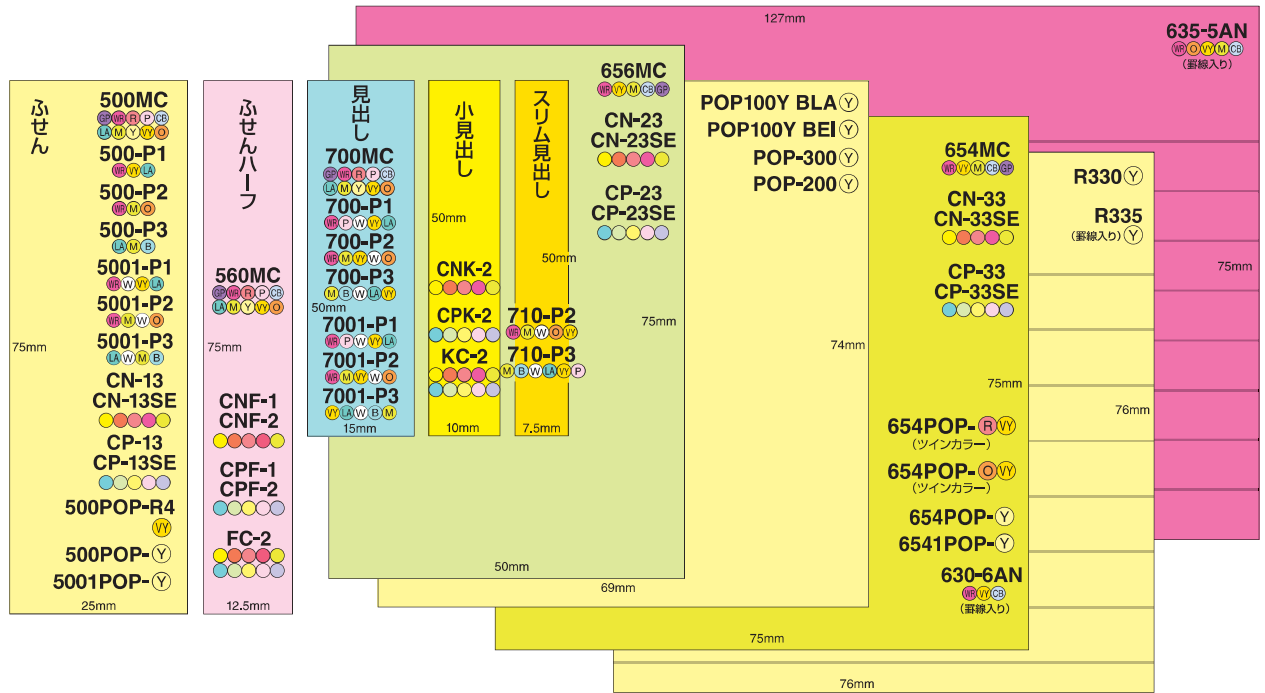 ふせん
500MC
GP WR R P CB
LA M Y VY O
500-P1
WR VY LA
500-P2
WR M O
500-P3
LA M B
5001-P1
WR W VY LA
5001-P2
WR M W O
5001-P3
LA W M B
75mm
CN-13
CN-13SE
CP-13
CP-13SE
500POP-R4
VY
500POP-Y
5001POP-Y
25mm
ふせんハーフ
560MC
GP WR R P CB
LA M Y VY O
75mm
CNF-1
CNF-2
CPF-1
CPF-2
FC-2
12.5mm
見出し
700MC
GP WR R P CB
LA M Y VY O
700-P1
WR P W VY LA
700-P2
WR M VY W O
700-P3
M B W LA VY
50mm
7001-P1
WR P W VY LA
7001-P2
WR M VY W O
7001-P3
VY LA W B M
15mm
小見出し
50mm
CNK-2
CPK-2
KC-2
10mm
スリム見出し
50mm
710-P2
WR M W O VY
710-P3
M B W LA VY P
7.5mm
656MC
WR VY M CB GP
CN-23
CN-23SE
CP-23
CP-23SE
75mm
50mm
POP100Y BLA Y
POP100Y BEI Y
POP-300 Y
POP-200 Y
74mm
69mm
654MC
WR VY M CB GP
CN-33
CN-33SE
CP-33
CP-33SE
75mm
654POP-R VY
(ツインカラー)
654POP-O VY
(ツインカラー)
654POP-Y
6541POP-Y
630-6AN
WR VY CB
(罫線入り)
75mm
R330 Y
R335
(罫線入り) Y
76mm
76mm
127mm
635-5AN
WR O VY M CB
(罫線入り)
75mm